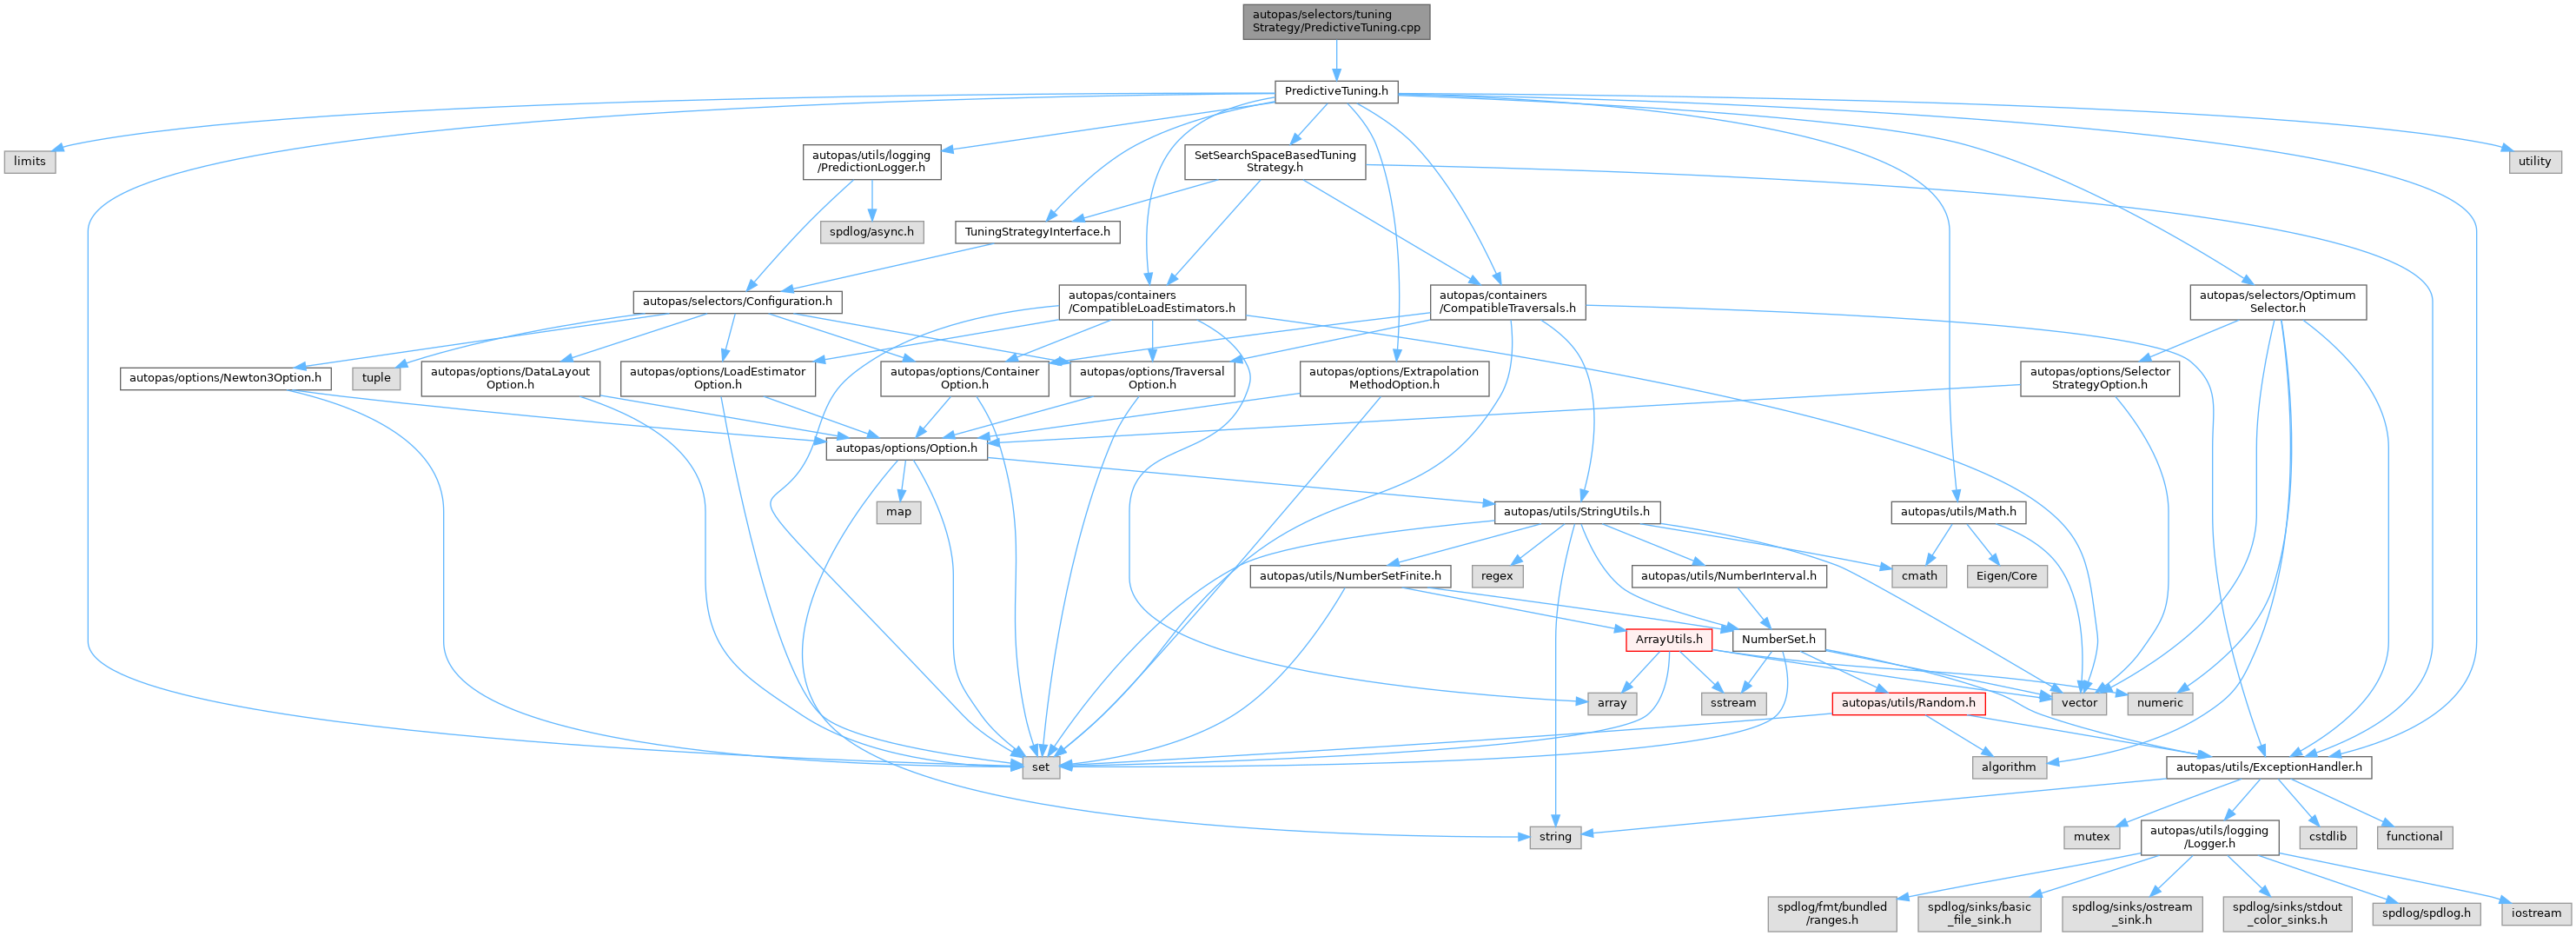 autopas/selectors/tuning
Strategy/PredictiveTuning.cpp
PredictiveTuning.h
limits
autopas/utils/logging
/PredictionLogger.h
SetSearchSpaceBasedTuning
Strategy.h
utility
spdlog/async.h
TuningStrategyInterface.h
autopas/selectors/Configuration.h
autopas/containers
/CompatibleLoadEstimators.h
autopas/containers
/CompatibleTraversals.h
autopas/selectors/Optimum
Selector.h
autopas/options/Newton3Option.h
tuple
autopas/options/DataLayout
Option.h
autopas/options/LoadEstimator
Option.h
autopas/options/Container
Option.h
autopas/options/Traversal
Option.h
autopas/options/Extrapolation
MethodOption.h
autopas/options/Selector
StrategyOption.h
autopas/options/Option.h
map
autopas/utils/StringUtils.h
autopas/utils/Math.h
autopas/utils/NumberSetFinite.h
regex
autopas/utils/NumberInterval.h
cmath
Eigen/Core
ArrayUtils.h
NumberSet.h
array
sstream
autopas/utils/Random.h
vector
numeric
set
algorithm
autopas/utils/ExceptionHandler.h
string
mutex
autopas/utils/logging
/Logger.h
cstdlib
functional
spdlog/fmt/bundled
/ranges.h
spdlog/sinks/basic
_file_sink.h
spdlog/sinks/ostream
_sink.h
spdlog/sinks/stdout
_color_sinks.h
spdlog/spdlog.h
iostream